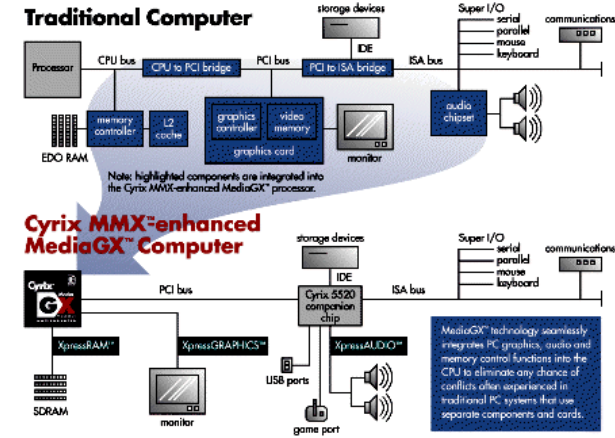 Traditional Computer
storage devices
Super I/O
serial
parallel
mouse
keyboard
communications
IDE
Processor
CPU bus
CPU to PCI bridge
PCI bus
PCI to ISA bridge
ISA bus
memory
controller
L2
cache
graphics
controller
video
memory
graphics card
audio
chipset
EDO RAM
monitor
Note: highlighted components are integrated into
the Cyrix MMX-enhanced MediaGX™ processor.
Cyrix MMX™-enhanced
MediaGX™ Computer
storage devices
Super I/O
serial
parallel
mouse
keyboard
communications
IDE
Cyrix
GX
PCI bus
Cyrix 5520
companion
chip
ISA bus
XpressRAM™
XpressGRAPHICS™
XpressAUDIO™
USB ports
SDRAM
monitor
game port
MediaGX™ technology seamlessly
integrates PC graphics, audio and
memory control functions into the
CPU to eliminate any chance of
conflicts often experienced in
traditional PC systems that use
separate components and cards.